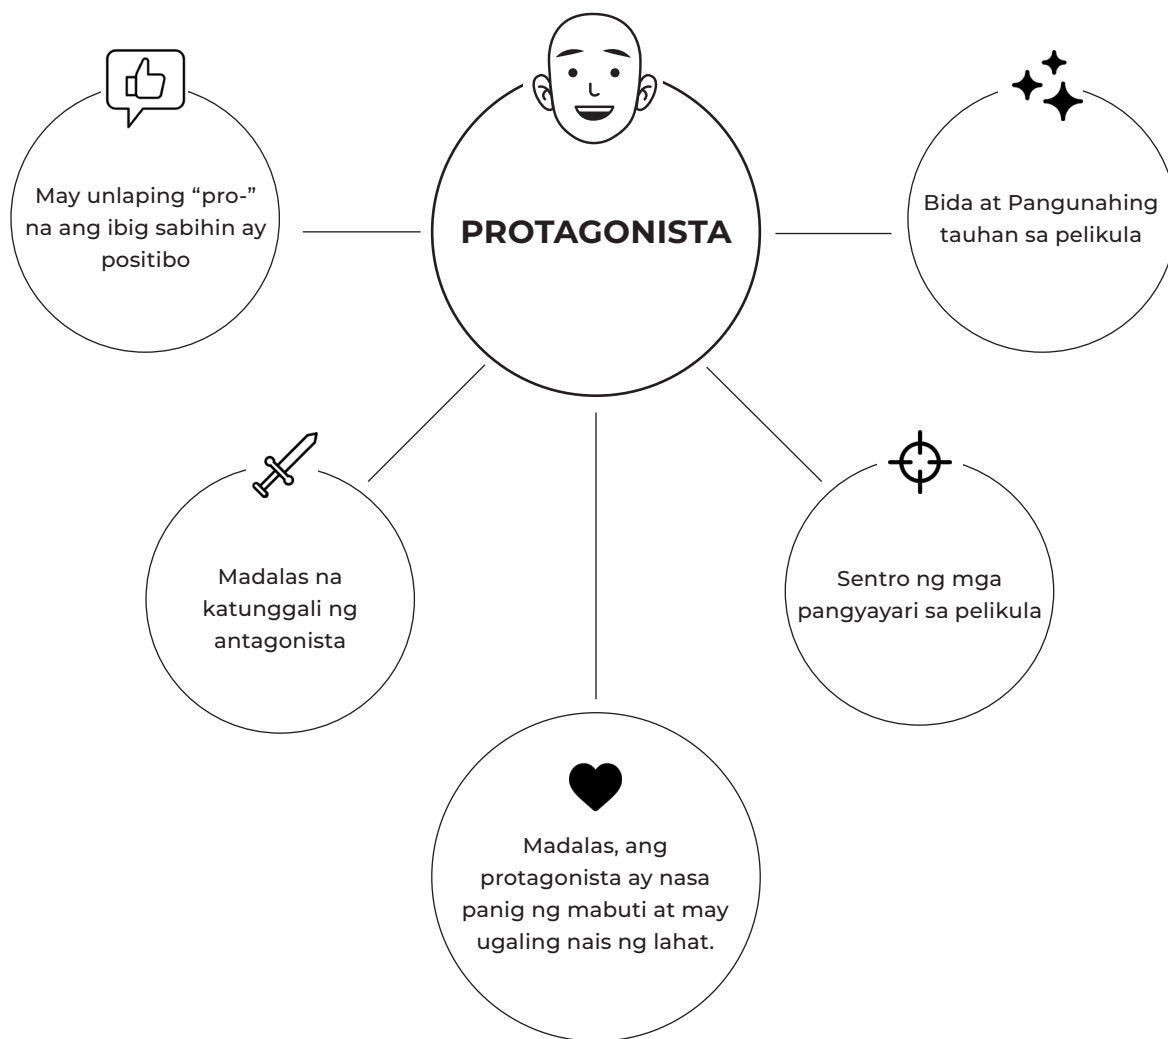 PROTAGONISTA
May unlaping “pro-”
na ang ibig sabihin ay
positibo
Bida at Pangunahing
tauhan sa pelikula
Madalas na
katunggali ng
antagonista
Sentro ng mga
pangyayari sa pelikula
Madalas, ang
protagonista ay nasa
panig ng mabuti at may
ugaling nais ng lahat.